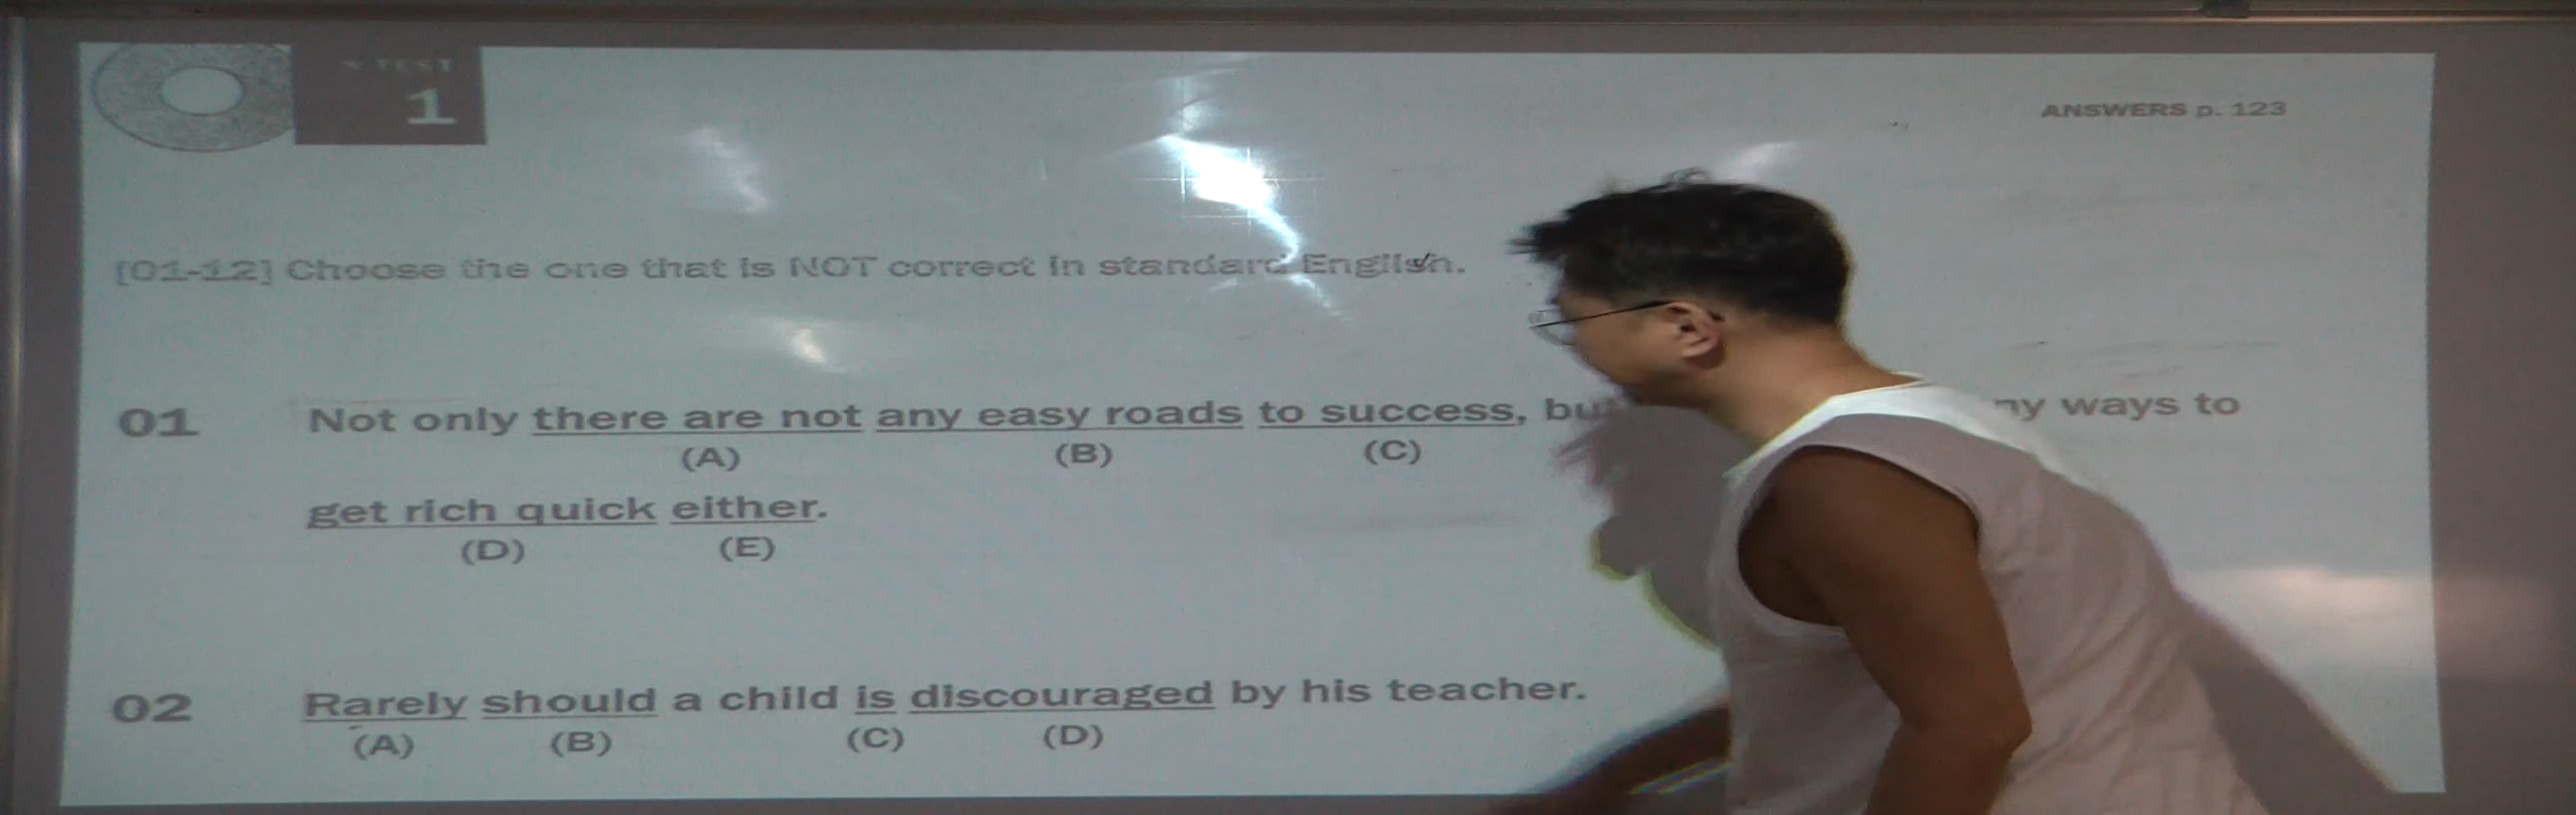 ★ TEST
1
ANSWERS p. 123
[01-12] Choose the one that is NOT correct in standard English.
01 Not only there are not any easy roads to success, ways to
(A) (B) (C)
get rich quick either.
(D) (E)
02 Rarely should a child is discouraged by his teacher.
(A) (B) (C) (D)